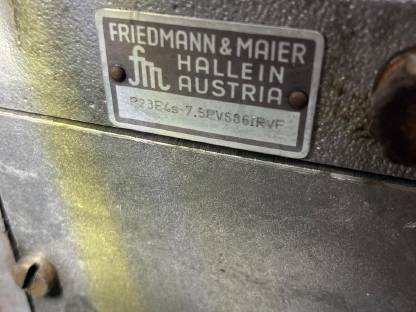 FRIEDMANN & MAIER
fm HALLEIN
AUSTRIA